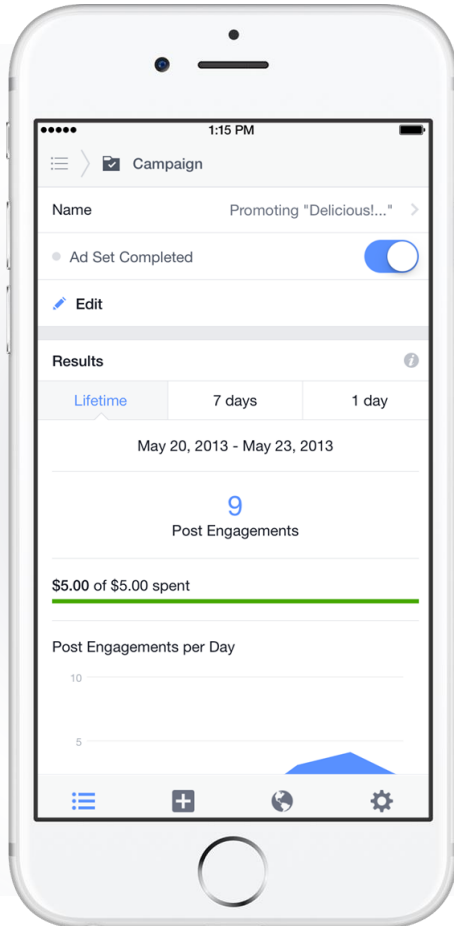 1:15 PM
Campaign
Name Promoting "Delicious!..."
Ad Set Completed
Edit
Results
Lifetime 7 days 1 day
May 20, 2013 - May 23, 2013
9
Post Engagements
$5.00 of $5.00 spent
Post Engagements per Day
10
5